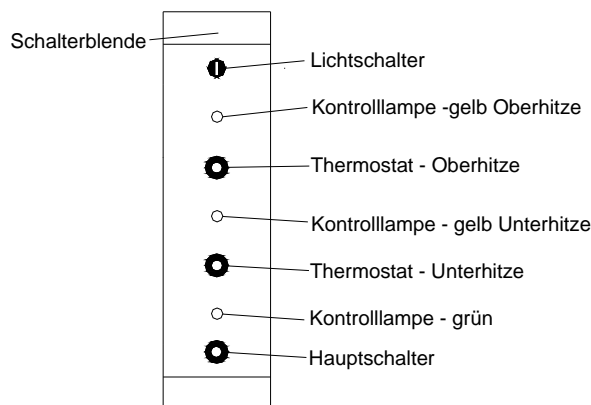 Schalterblende
Lichtschalter
Kontrolllampe -gelb Oberhitze
Thermostat - Oberhitze
Kontrolllampe - gelb Unterhitze
Thermostat - Unterhitze
Kontrolllampe - grün
Hauptschalter